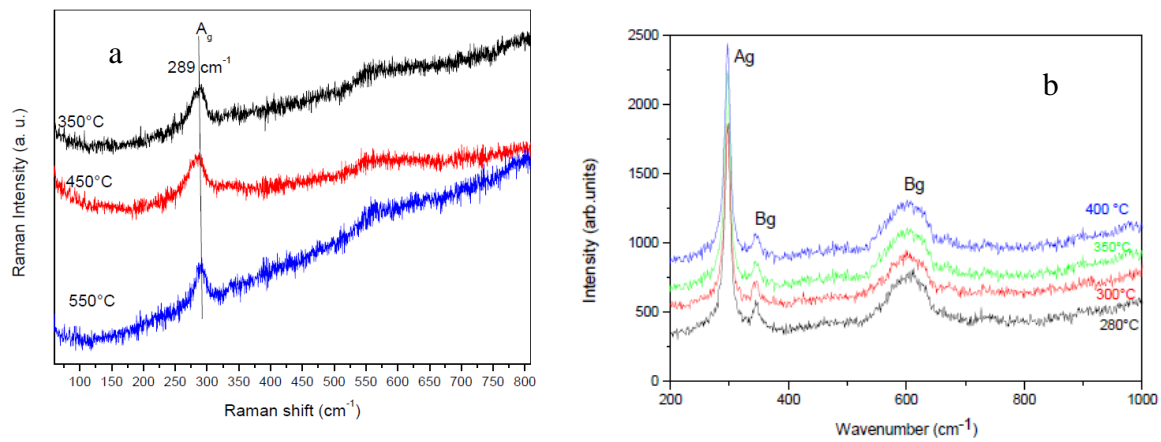 a
A_g
289 cm⁻¹
350°C
450°C
550°C
Raman Intensity (a. u.)
100 150 200 250 300 350 400 450 500 550 600 650 700 750 800
Raman shift (cm⁻¹)
b
2500
2000
1500
1000
500
0
Ag
Bg
Bg
400 °C
350°C
300°C
280°C
Intensity (arb.units)
200 400 600 800 1000
Wavenumber (cm⁻¹)